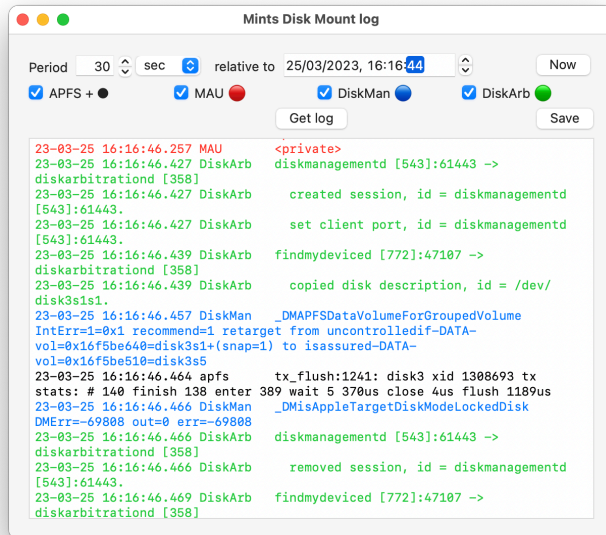 Mints Disk Mount log
Period 30 sec relative to 25/03/2023, 16:16:44 Now
APFS + MAU DiskMan DiskArb
Get log Save
23-03-25 16:16:46.257 MAU <private>
23-03-25 16:16:46.427 DiskArb diskmanagementd [543]:61443 ->
diskarbitrationd [358]
23-03-25 16:16:46.427 DiskArb created session, id = diskmanagementd
[543]:61443.
23-03-25 16:16:46.427 DiskArb set client port, id = diskmanagementd
[543]:61443.
23-03-25 16:16:46.439 DiskArb findmydeviced [772]:47107 ->
diskarbitrationd [358]
23-03-25 16:16:46.439 DiskArb copied disk description, id = /dev/
disk3s1s1.
23-03-25 16:16:46.457 DiskMan _DMAPFSDataVolumeForGroupedVolume
IntErr=1=0x1 recommend=1 retarget from uncontrolledif-DATA-
vol=0x16f5be640=disk3s1+(snap=1) to isassured-DATA-
vol=0x16f5be510=disk3s5
23-03-25 16:16:46.464 apfs tx_flush:1241: disk3 xid 1308693 tx
stats: # 140 finish 138 enter 389 wait 5 370us close 4us flush 1189us
23-03-25 16:16:46.466 DiskMan _DMisAppleTargetDiskModeLockedDisk
DMErr=-69808 out=0 err=-69808
23-03-25 16:16:46.466 DiskArb diskmanagementd [543]:61443 ->
diskarbitrationd [358]
23-03-25 16:16:46.466 DiskArb removed session, id = diskmanagementd
[543]:61443.
23-03-25 16:16:46.469 DiskArb findmydeviced [772]:47107 ->
diskarbitrationd [358]